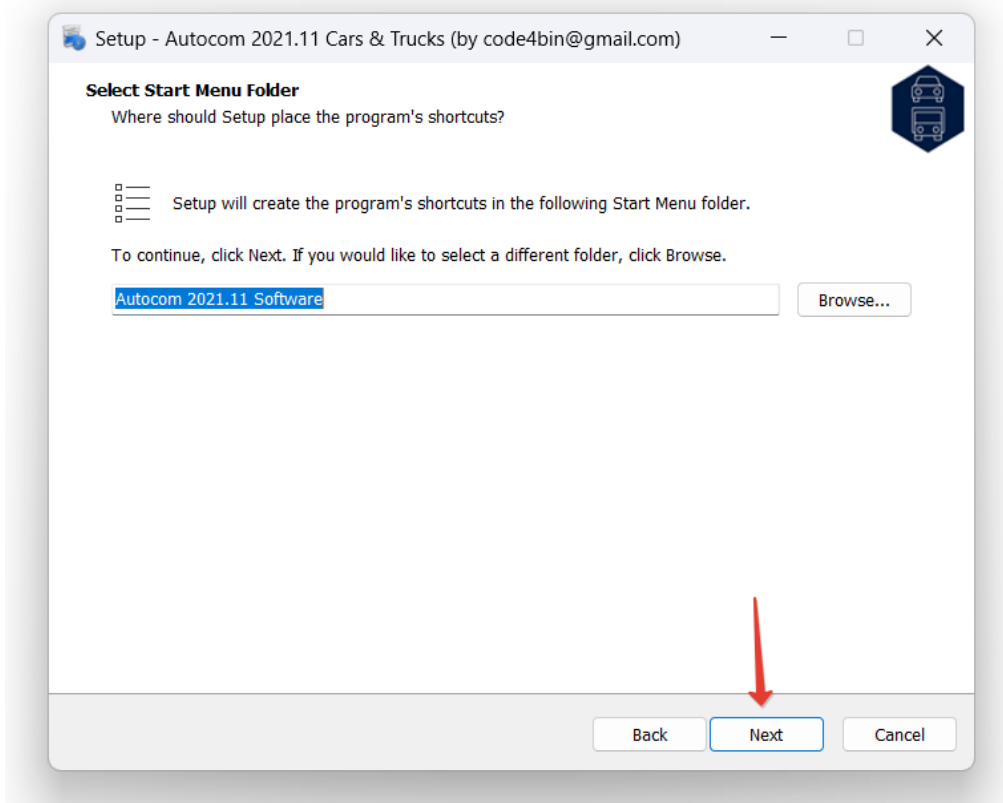 Setup - Autocom 2021.11 Cars & Trucks (by code4bin@gmail.com)
Select Start Menu Folder
Where should Setup place the program's shortcuts?
Setup will create the program's shortcuts in the following Start Menu folder.
To continue, click Next. If you would like to select a different folder, click Browse.
Autocom 2021.11 Software
Browse...
Back
Next
Cancel